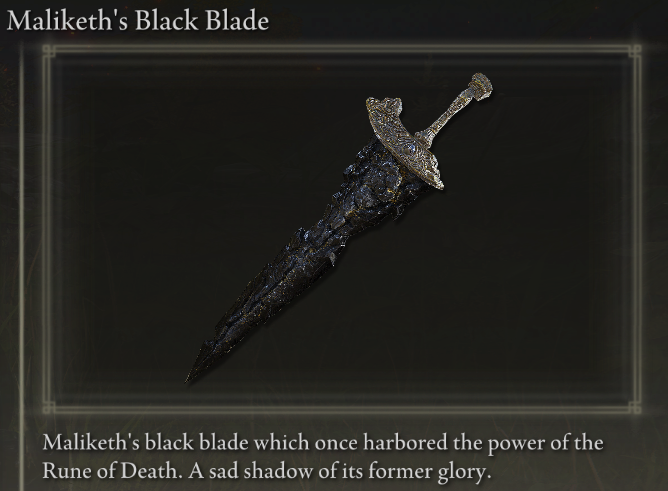 Maliketh's Black Blade
Maliketh's black blade which once harbored the power of the
Rune of Death. A sad shadow of its former glory.